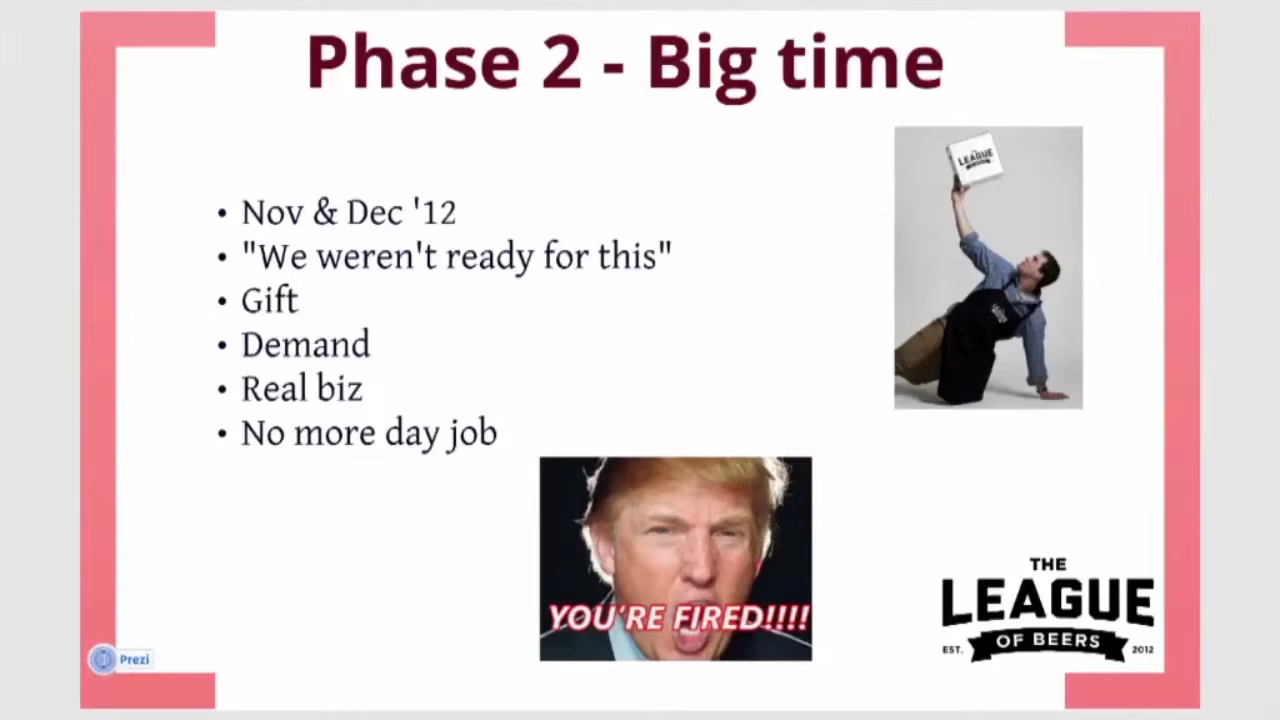 Phase 2 - Big time
• Nov & Dec '12
• "We weren't ready for this"
• Gift
• Demand
• Real biz
• No more day job
LEAGUE
YOU'RE FIRED!!!!
THE
LEAGUE
OF BEERS
EST. 2012
Prezi